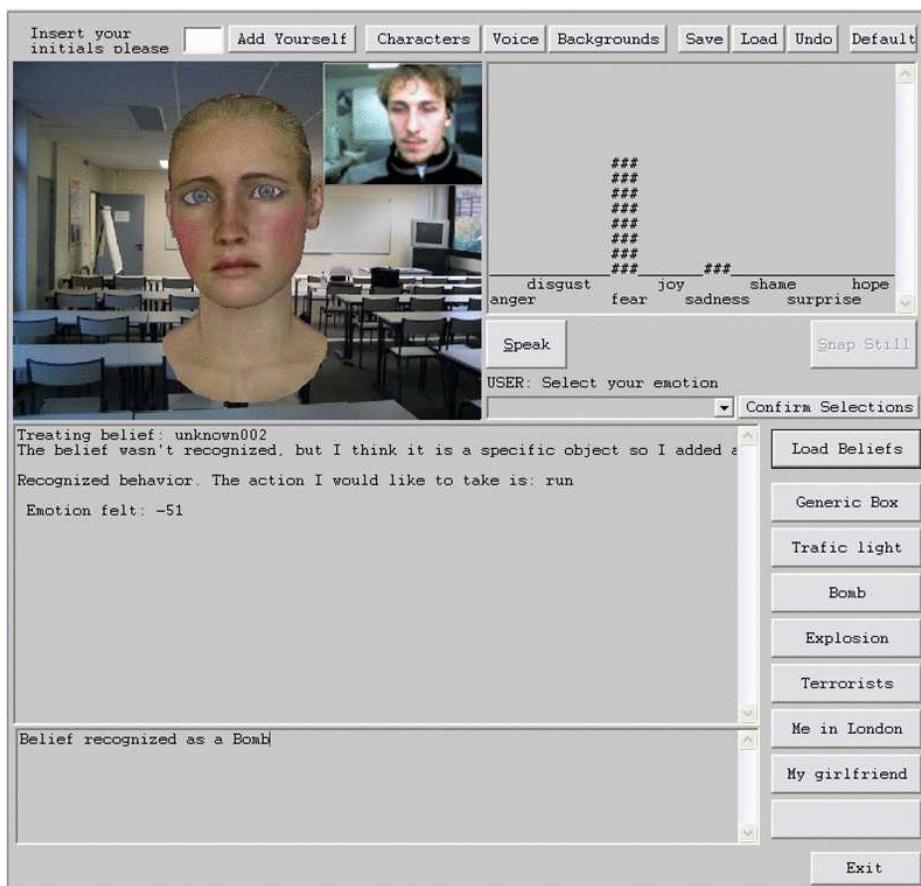 Insert your initials please
Add Yourself
Characters
Voice
Backgrounds
Save
Load
Undo
Default
###
###
###
###
###
###
###
### ###
disgust joy shame hope
anger fear sadness surprise
Speak
Snap Still
USER: Select your emotion
Confirm Selections
Treating belief: unknown002
The belief wasn't recognized, but I think it is a specific object so I added a
Recognized behavior. The action I would like to take is: run
Emotion felt: -51
Load Beliefs
Generic Box
Trafic light
Bomb
Explosion
Terrorists
Me in London
My girlfriend
Belief recognized as a Bomb
Exit